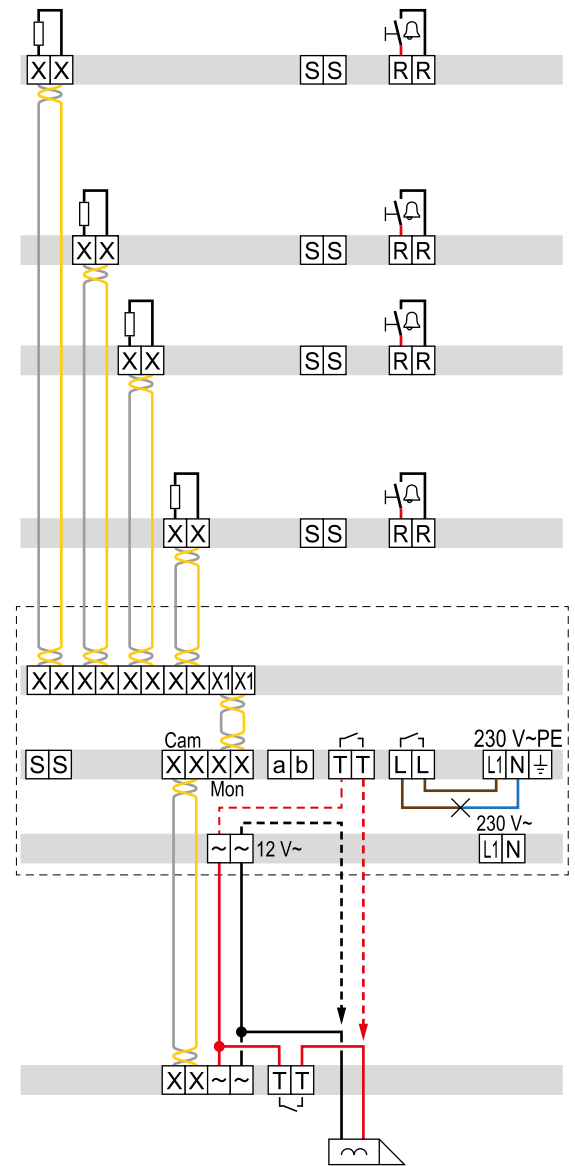 X X S S R R
X X S S R R
X X S S R R
X X S S R R
X X X X X X X X X1 X1
Cam 230 V~PE
S S X X X X a b T T L L L1 N
Mon
230 V~
~ ~ 12 V~ L1 N
X X ~ ~ T T